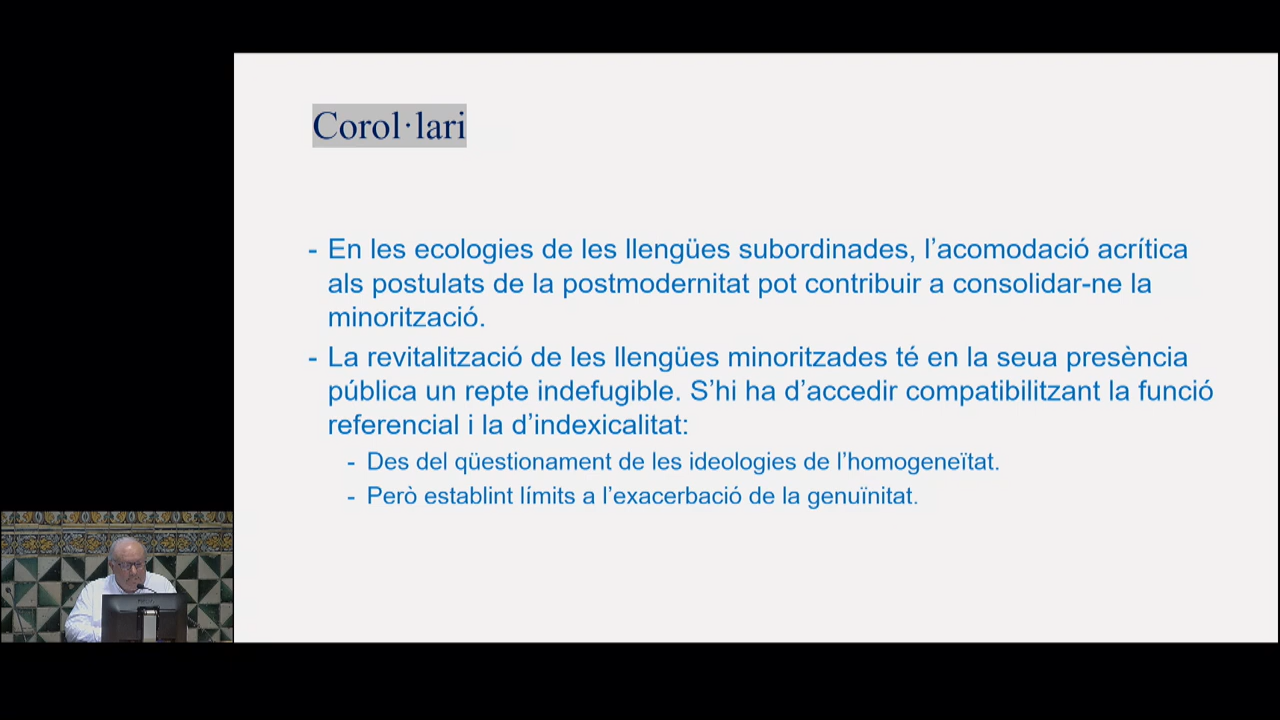 Corol·lari
- En les ecologies de les llengües subordinades, l’acomodació acrítica
als postulats de la postmodernitat pot contribuir a consolidar-ne la
minorització.
- La revitalització de les llengües minoritzades té en la seua presència
pública un repte indefugible. S’hi ha d’accedir compatibilitzant la funció
referencial i la d’indexicalitat:
- Des del qüestionament de les ideologies de l’homogeneïtat.
- Però establint límits a l’exacerbació de la genuïnitat.